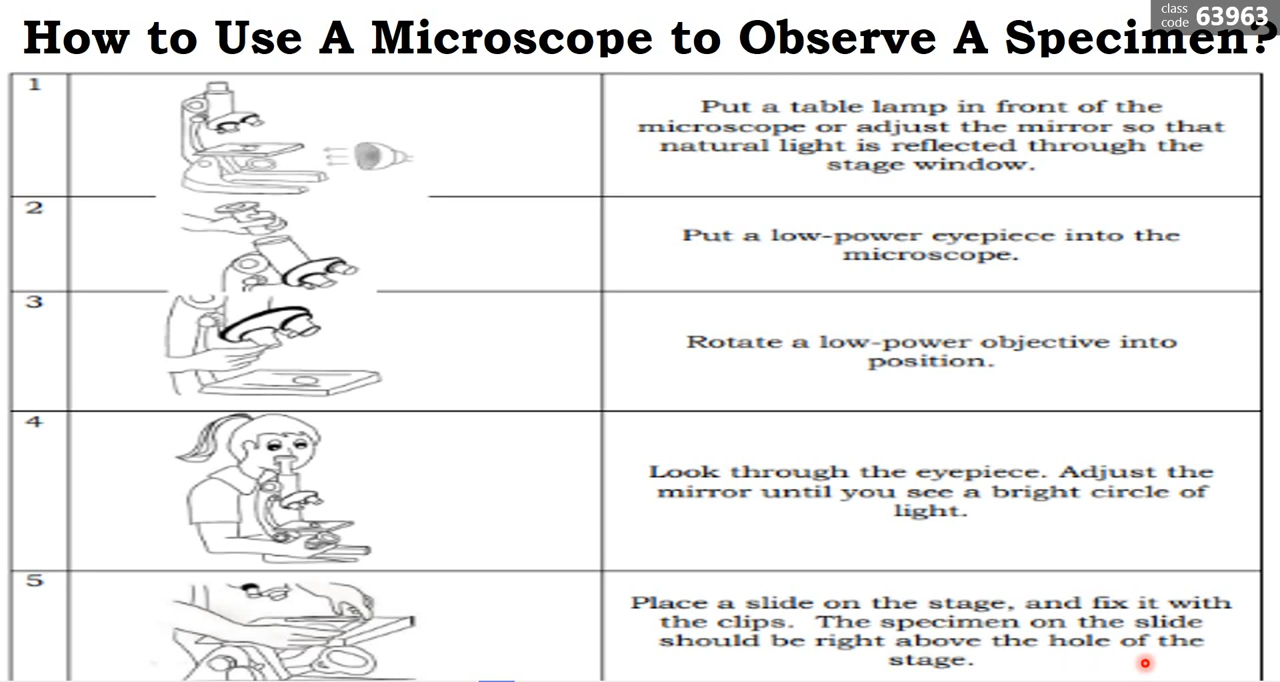 class
code 63963
How to Use A Microscope to Observe A Specimen?
1
Put a table lamp in front of the
microscope or adjust the mirror so that
natural light is reflected through the
stage window.
2
Put a low-power eyepiece into the
microscope.
3
Rotate a low-power objective into
position.
4
Look through the eyepiece. Adjust the
mirror until you see a bright circle of
light.
5
Place a slide on the stage, and fix it with
the clips. The specimen on the slide
should be right above the hole of the
stage.